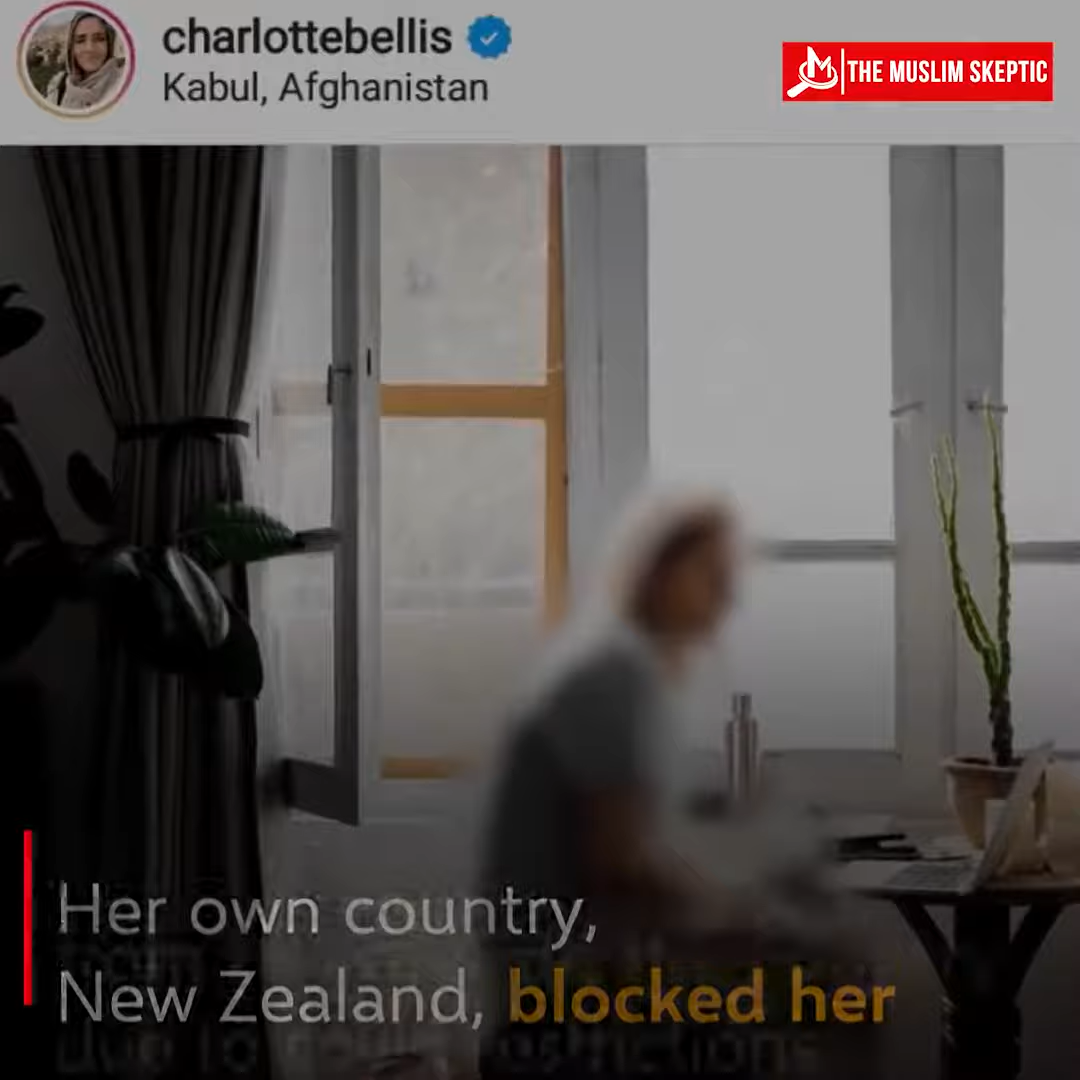 charlottebellis
Kabul, Afghanistan
THE MUSLIM SKEPTIC
Her own country,
New Zealand, blocked her